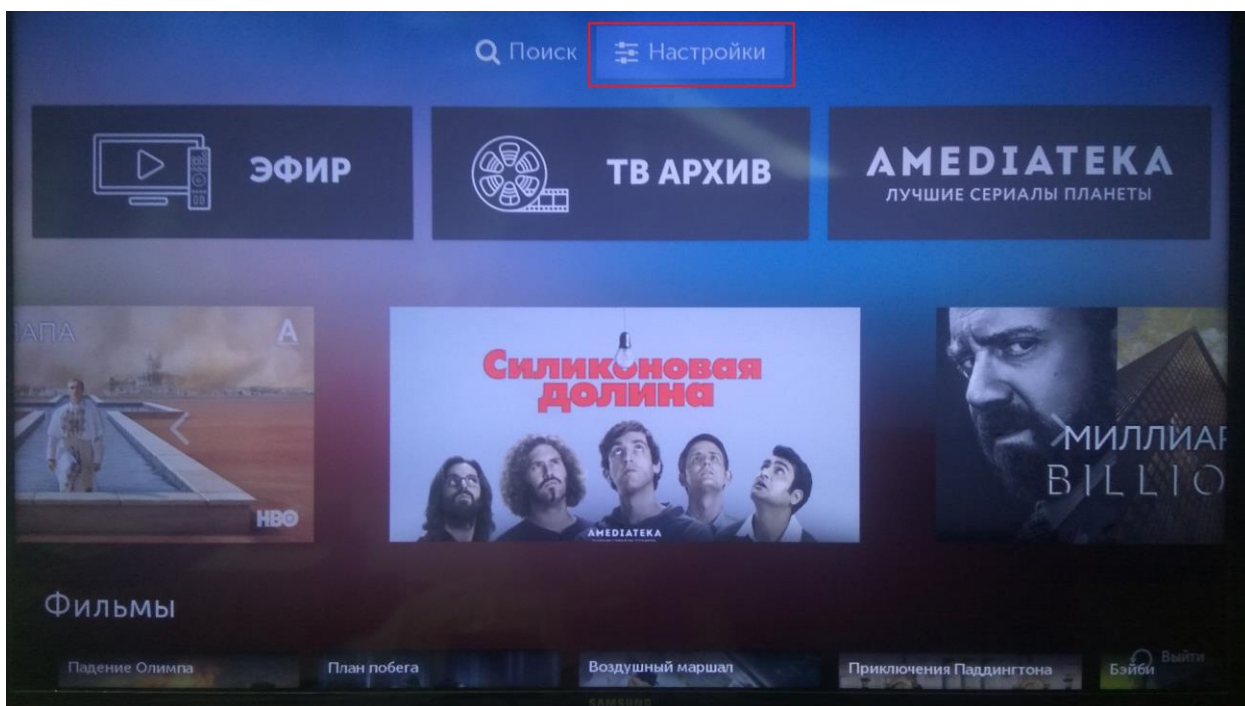 Поиск
Настройки
ЭФИР
ТВ АРХИВ
AMEDIATEKA
ЛУЧШИЕ СЕРИАЛЫ ПЛАНЕТЫ
A
HBO
Силиконовая
долина
AMEDIATEKA
BILLIO
Фильмы
Падение Олимпа
План побега
Воздушный маршал
Приключения Паддингтона
Бэйби
Выйти
SAMSUNG